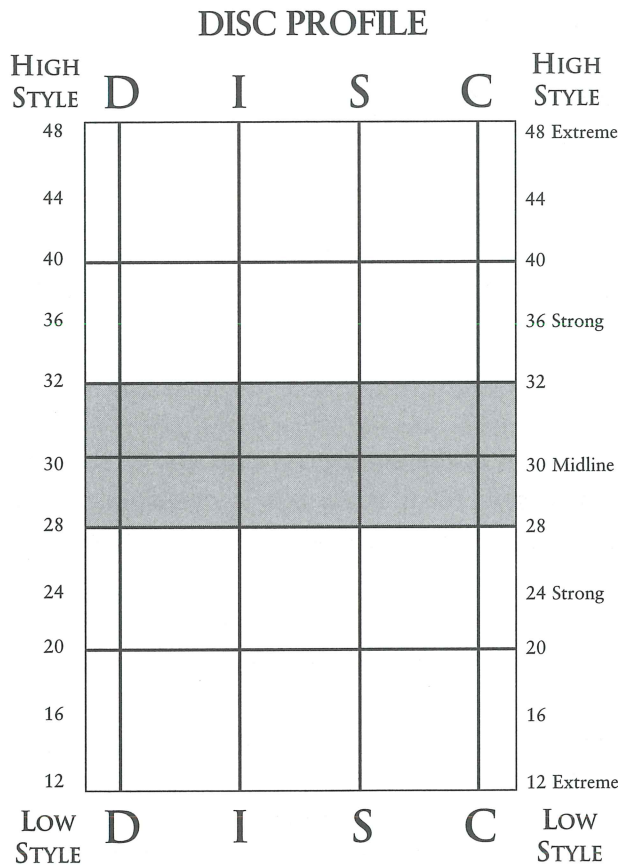 DISC PROFILE
HIGH STYLE D I S C HIGH STYLE
48 48 Extreme
44 44
40 40
36 36 Strong
32 32
30 30 Midline
28 28
24 24 Strong
20 20
16 16
12 12 Extreme
LOW STYLE D I S C LOW STYLE